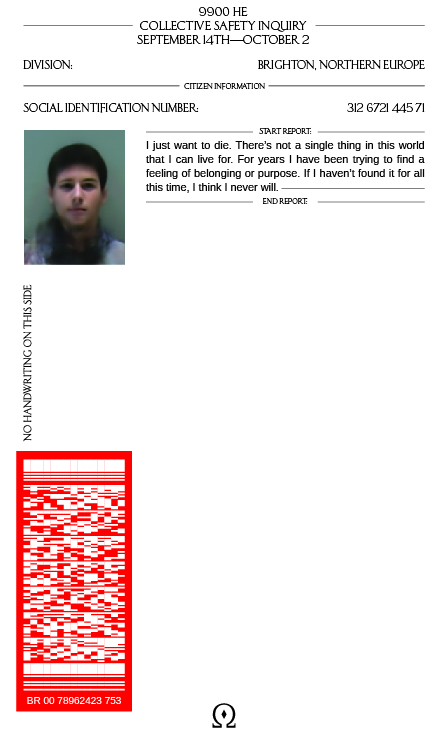 9900 HE
COLLECTIVE SAFETY INQUIRY
SEPTEMBER 14TH—OCTOBER 2
DIVISION: BRIGHTON, NORTHERN EUROPE
CITIZEN INFORMATION
SOCIAL IDENTIFICATION NUMBER: 312 6721 445 71
START REPORT:
I just want to die. There's not a single thing in this world
that I can live for. For years I have been trying to find a
feeling of belonging or purpose. If I haven't found it for all
this time, I think I never will.
END REPORT:
NO HANDWRITING ON THIS SIDE
BR 00 78962423 753